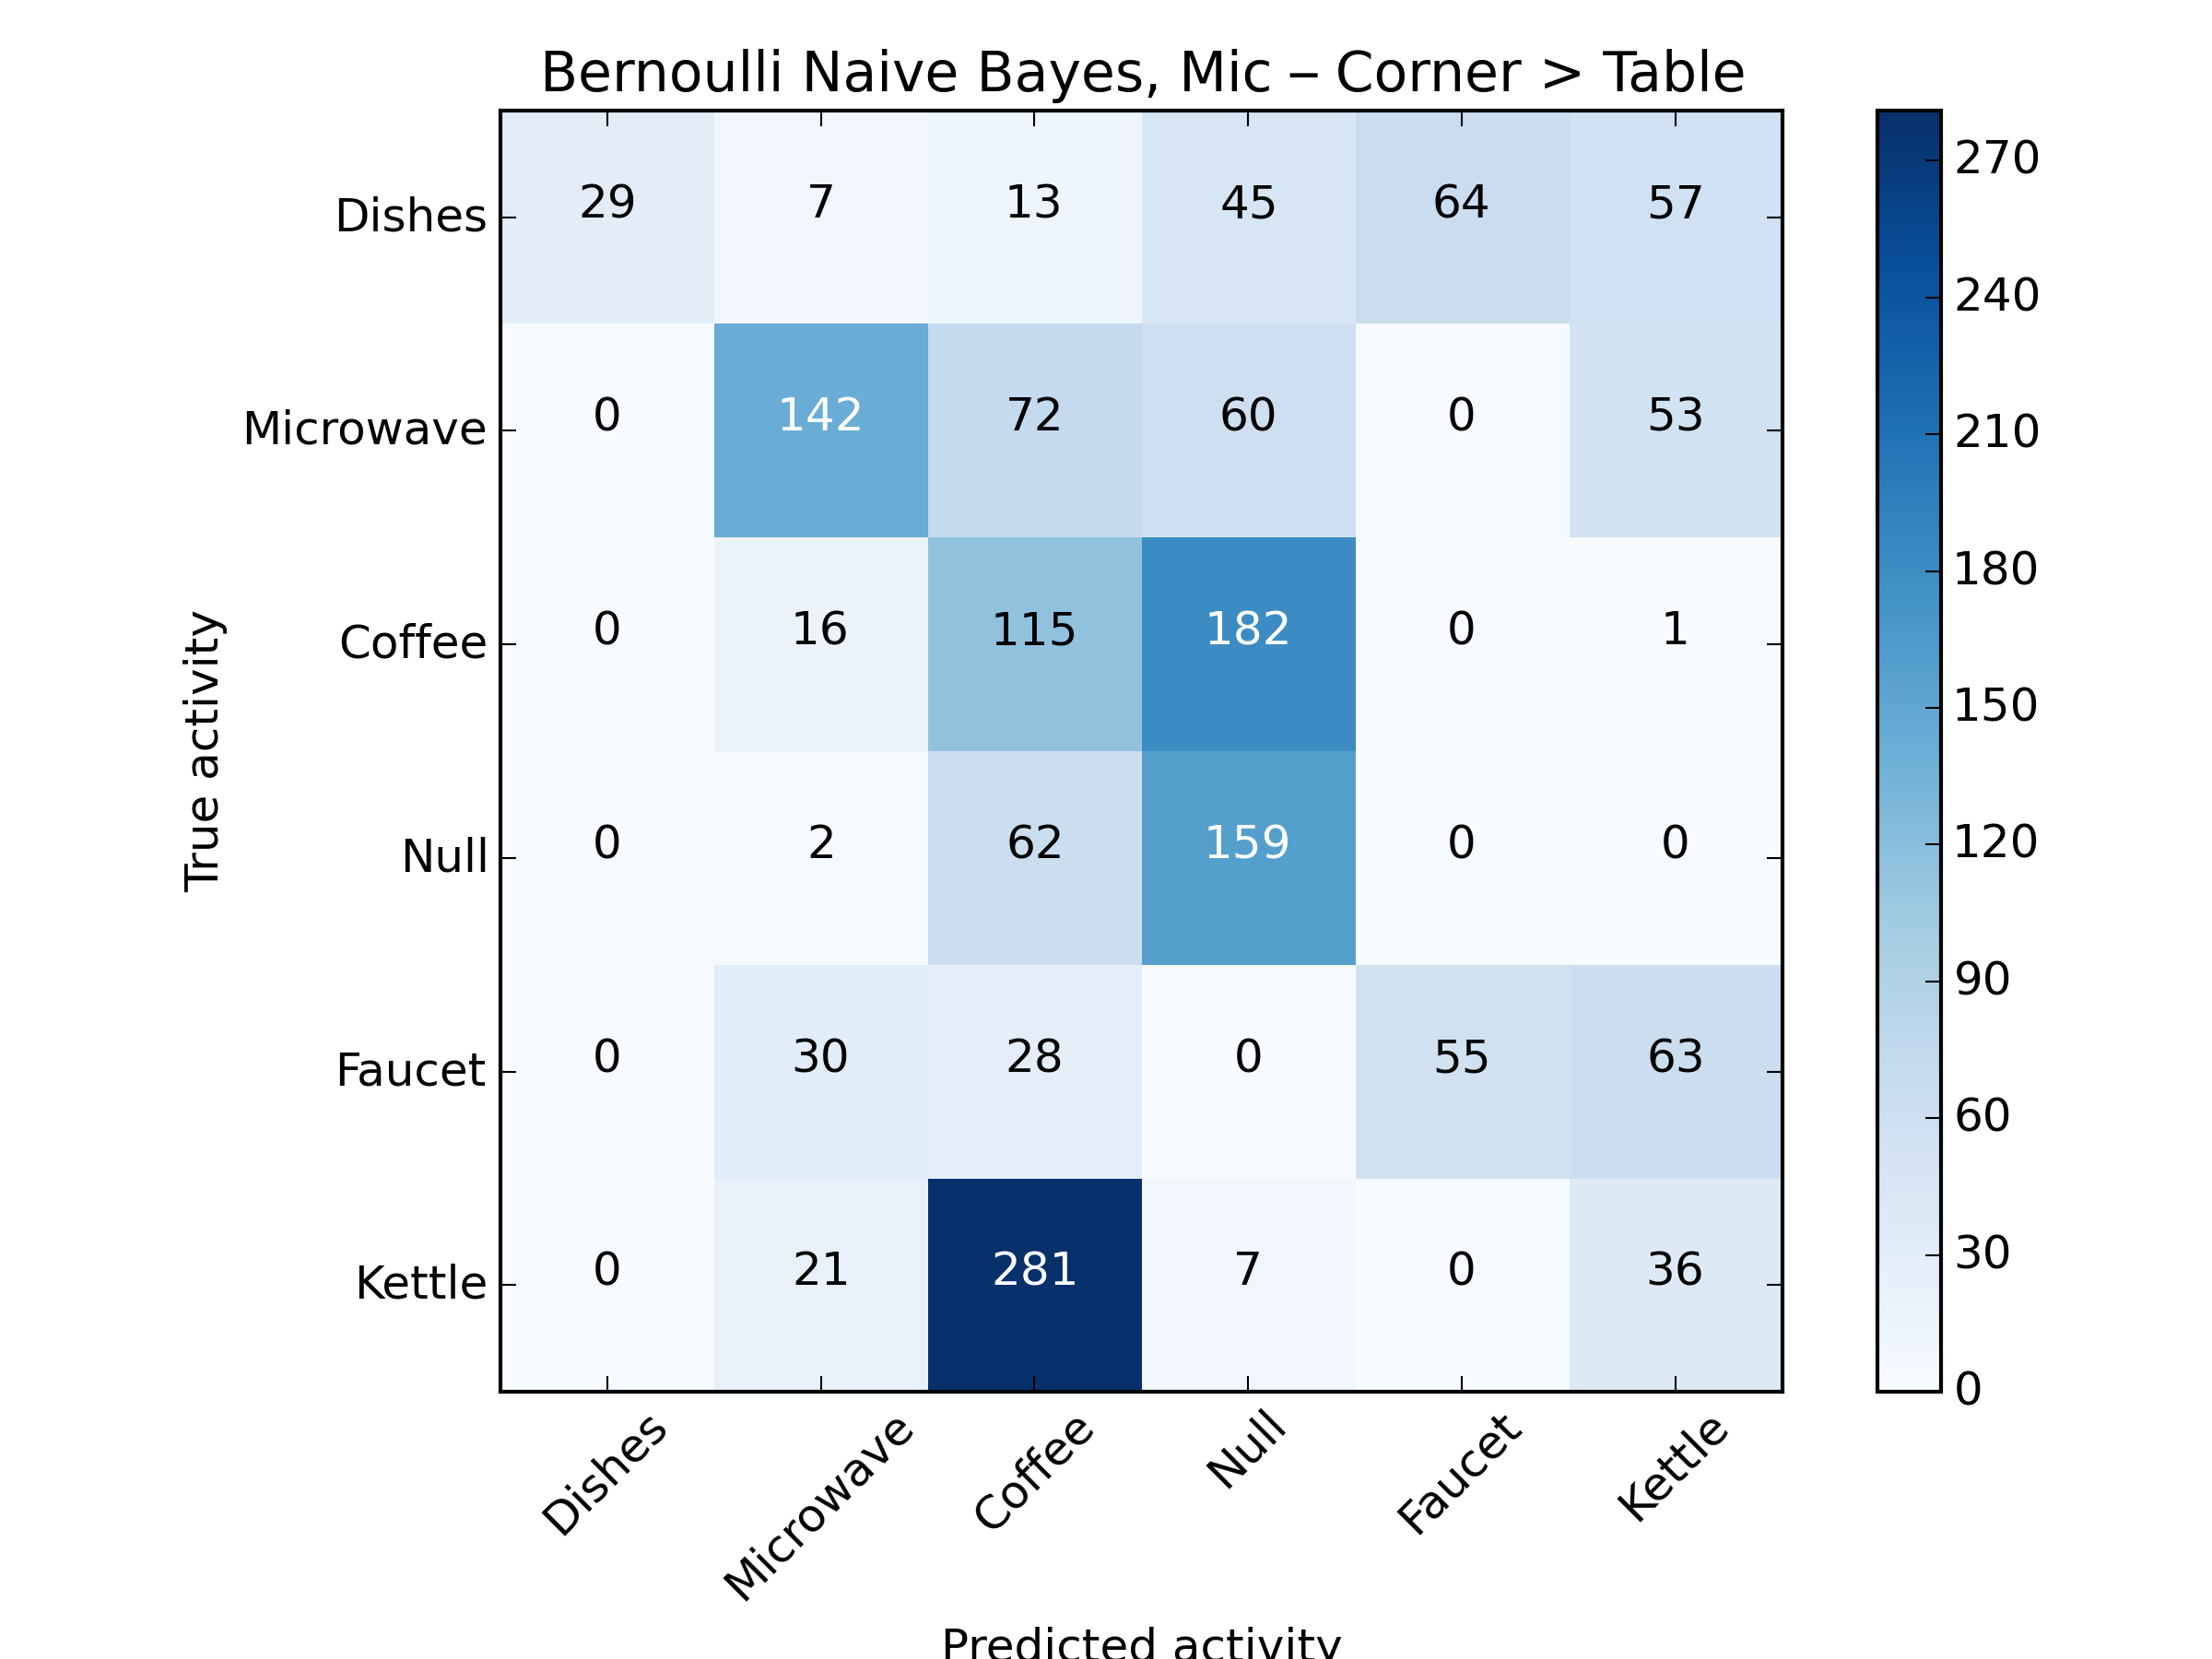 Bernoulli Naive Bayes, Mic – Corner > Table
Dishes 29 7 13 45 64 57
Microwave 0 142 72 60 0 53
Coffee 0 16 115 182 0 1
Null 0 2 62 159 0 0
Faucet 0 30 28 0 55 63
Kettle 0 21 281 7 0 36
True activity
Dishes Microwave Coffee Null Faucet Kettle
Predicted activity
270
240
210
180
150
120
90
60
30
0